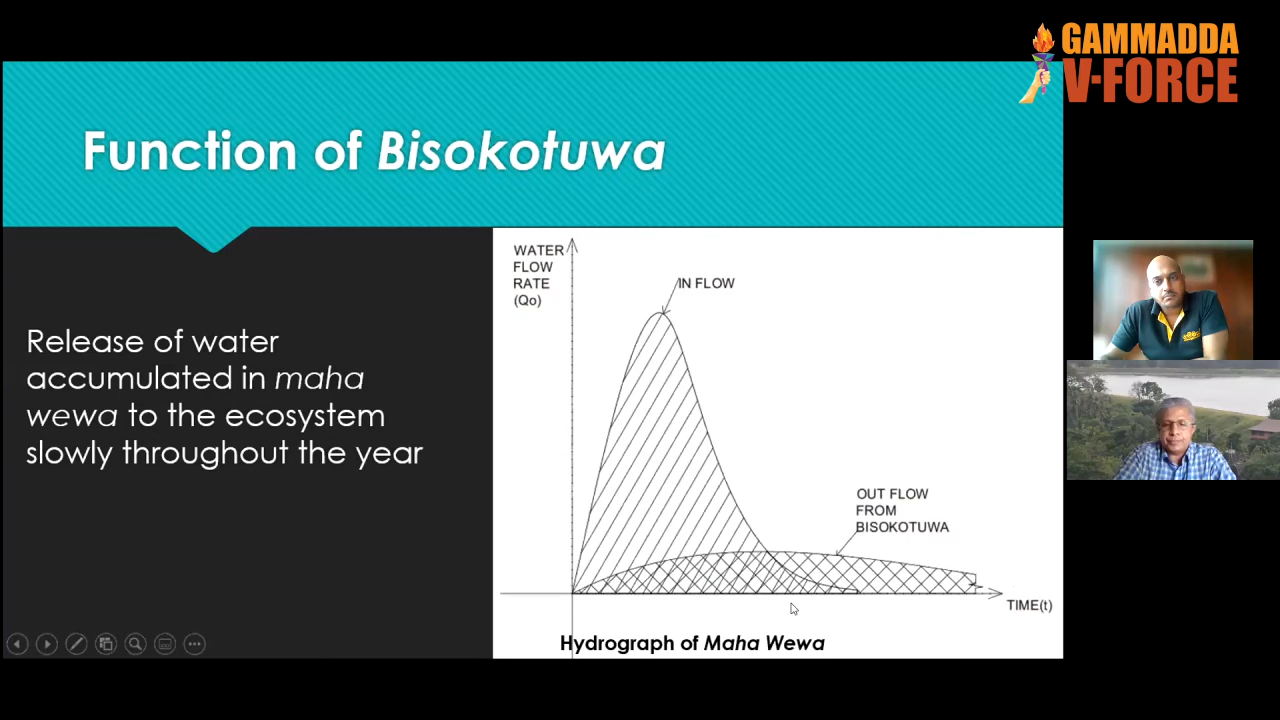 GAMMADDA
V-FORCE
Function of Bisokotuwa
Release of water
accumulated in maha
wewa to the ecosystem
slowly throughout the year
WATER
FLOW
RATE
(Qo)
IN FLOW
OUT FLOW
FROM
BISOKOTUWA
TIME(t)
Hydrograph of Maha Wewa